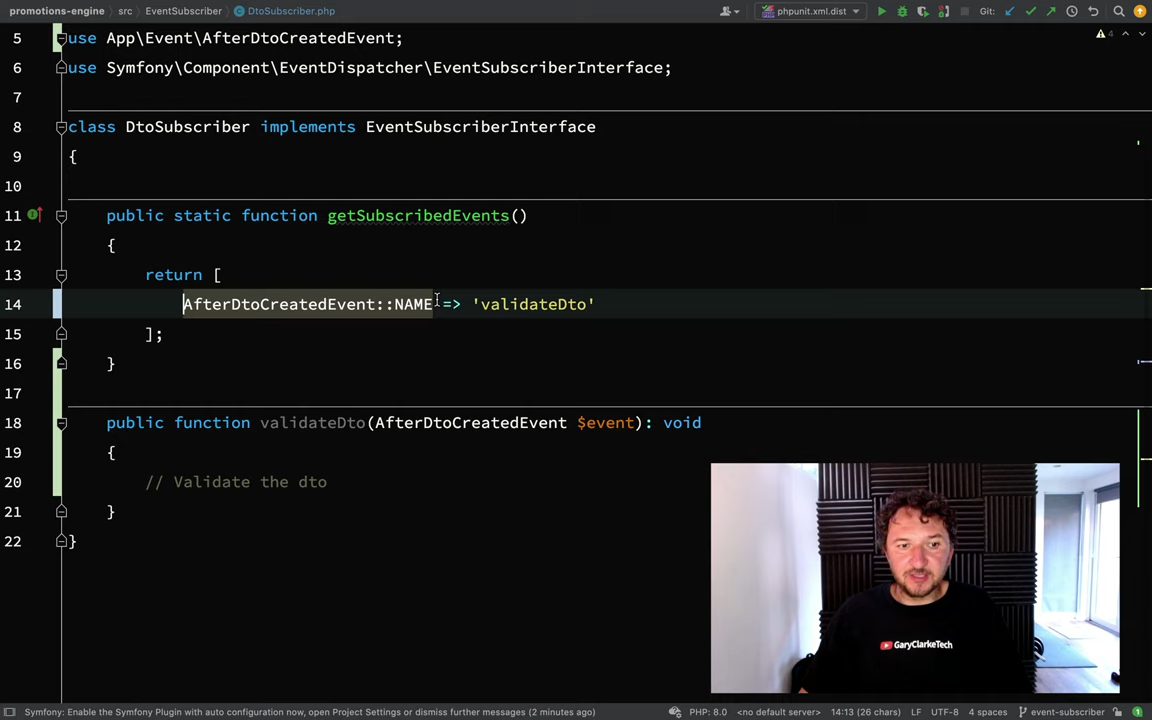 promotions-engine src EventSubscriber DtoSubscriber.php phpunit.xml.dist Git:
5 use App\Event\AfterDtoCreatedEvent; 4
6 use Symfony\Component\EventDispatcher\EventSubscriberInterface;
7
8 class DtoSubscriber implements EventSubscriberInterface
9 {
10
11 public static function getSubscribedEvents()
12 {
13 return [
14 AfterDtoCreatedEvent::NAME => 'validateDto'
15 ];
16 }
17
18 public function validateDto(AfterDtoCreatedEvent $event): void
19 {
20 // Validate the dto
21 }
22 }
GaryClarkeTech
Symfony: Enable the Symfony Plugin with auto configuration now, open Project Settings or dismiss further messages (2 minutes ago) PHP: 8.0 <no default server> 14:13 (26 chars) LF UTF-8 4 spaces event-subscriber 1